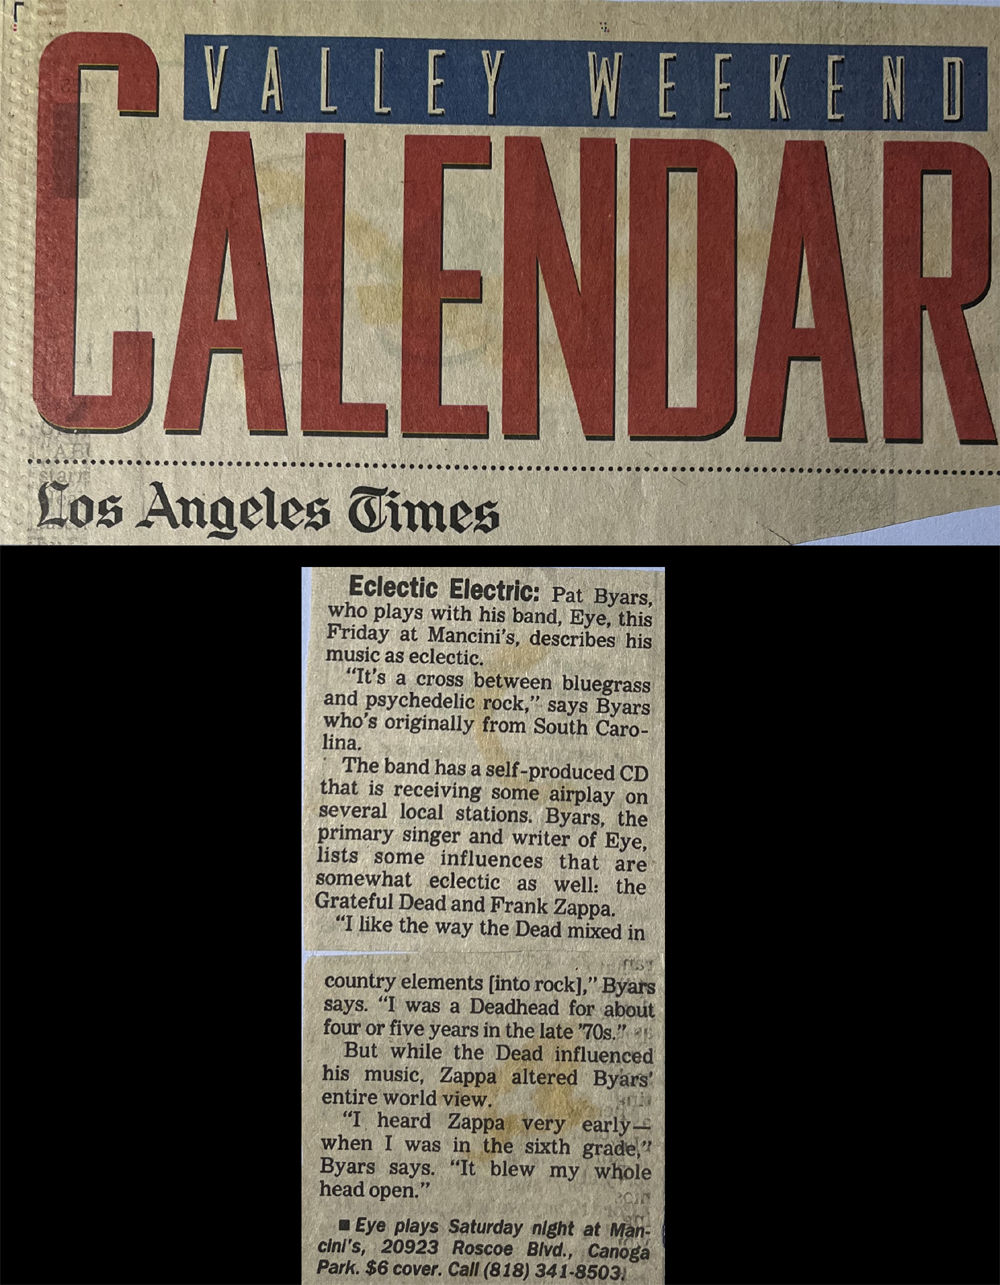 VALLEY WEEKEND
CALENDAR
Los Angeles Times
Eclectic Electric: Pat Byars,
who plays with his band, Eye, this
Friday at Mancini's, describes his
music as eclectic.
“It's a cross between bluegrass
and psychedelic rock,” says Byars
who's originally from South Caro-
lina.
The band has a self-produced CD
that is receiving some airplay on
several local stations. Byars, the
primary singer and writer of Eye,
lists some influences that are
somewhat eclectic as well: the
Grateful Dead and Frank Zappa.
“I like the way the Dead mixed in
country elements [into rock],” Byars
says. “I was a Deadhead for about
four or five years in the late '70s.”
But while the Dead influenced
his music, Zappa altered Byars'
entire world view.
“I heard Zappa very early—
when I was in the sixth grade,”
Byars says. “It blew my whole
head open.”
■ Eye plays Saturday night at Man-
cini's, 20923 Roscoe Blvd., Canoga
Park. $6 cover. Call (818) 341-8503.